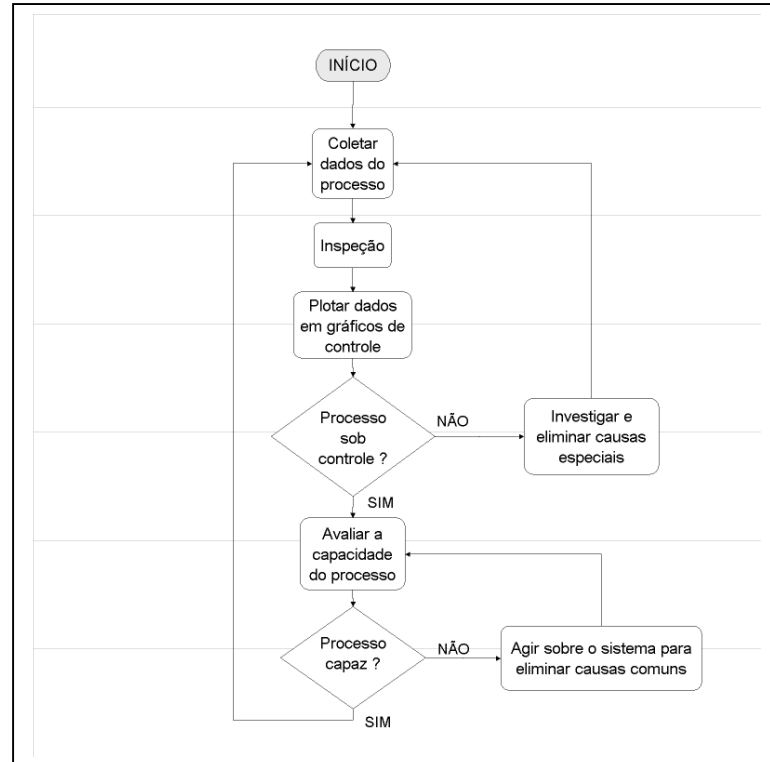 INÍCIO
Coletar
dados do
processo
Inspeção
Plotar dados
em gráficos de
controle
Processo
sob
controle ?
NÃO
Investigar e
eliminar causas
especiais
SIM
Avaliar a
capacidade
do processo
Processo
capaz ?
NÃO
Agir sobre o sistema para
eliminar causas comuns
SIM